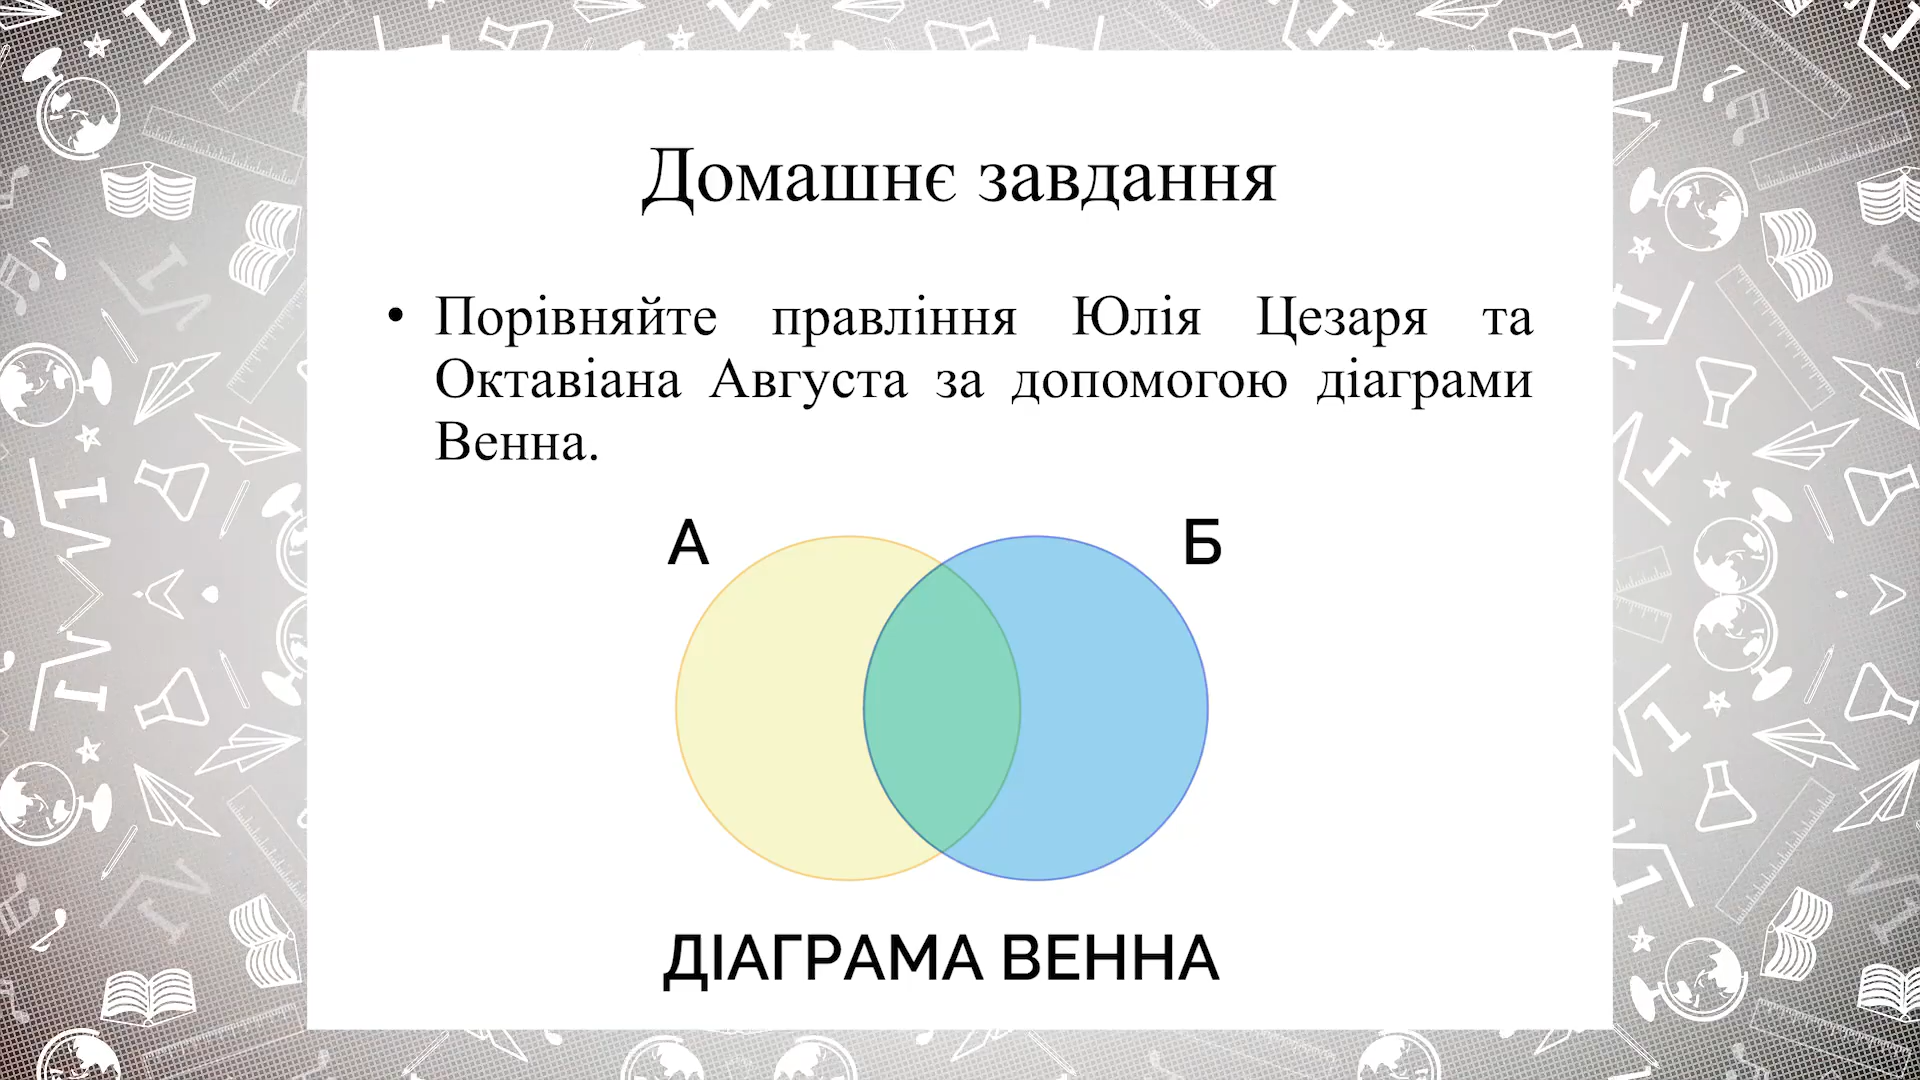 Домашнє завдання
• Порівняйте правління Юлія Цезаря та
Октавіана Августа за допомогою діаграми
Венна.
А Б
ДІАГРАМА ВЕННА